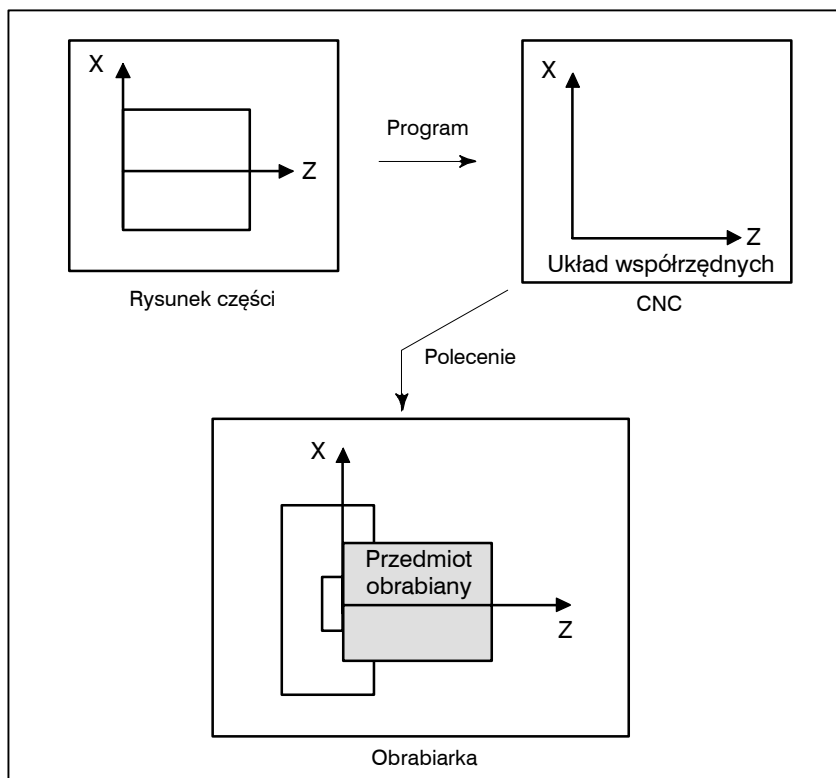 X
Z
Rysunek części
Program
X
Z
Układ współrzędnych
CNC
Polecenie
X
Przedmiot
obrabiany
Z
Obrabiarka